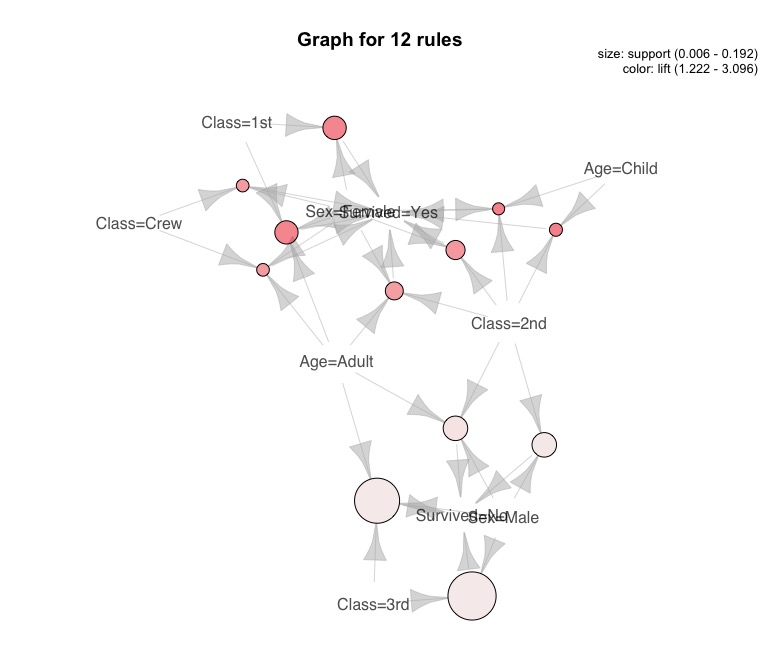 Graph for 12 rules
size: support (0.006 - 0.192)
color: lift (1.222 - 3.096)
Class=1st
Age=Child
Sex=Female
Survived=Yes
Class=Crew
Class=2nd
Age=Adult
Survived=No
Sex=Male
Class=3rd